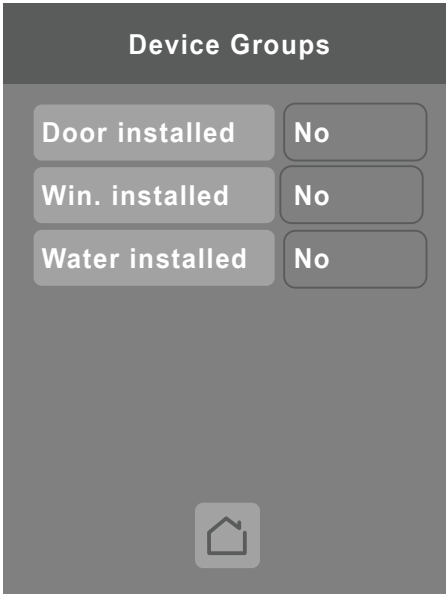 Device Groups
Door installed No
Win. installed No
Water installed No